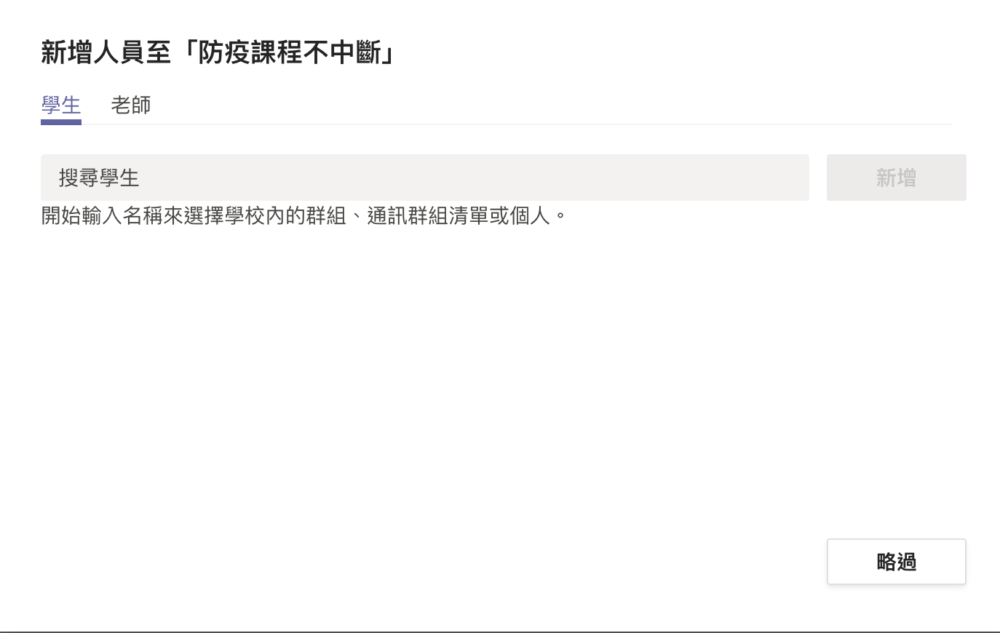 新增人員至「防疫課程不中斷」
學生 老師
搜尋學生 新增
開始輸入名稱來選擇學校內的群組、通訊群組清單或個人。
略過